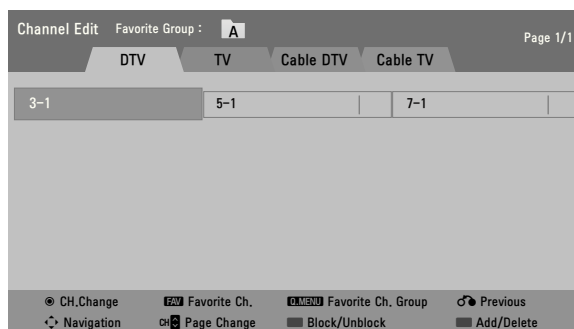 Channel Edit Favorite Group : A Page 1/1
DTV TV Cable DTV Cable TV
3-1 5-1 7-1
CH.Change FAV Favorite Ch. Q.MENU Favorite Ch. Group Previous
Navigation CH Page Change Block/Unblock Add/Delete